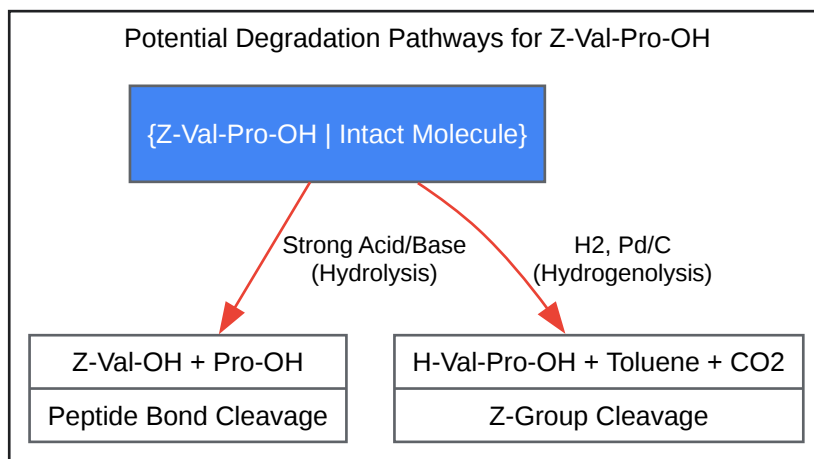 Potential Degradation Pathways for Z-Val-Pro-OH
{Z-Val-Pro-OH | Intact Molecule}
Strong Acid/Base
(Hydrolysis)
H2, Pd/C
(Hydrogenolysis)
Z-Val-OH + Pro-OH
Peptide Bond Cleavage
H-Val-Pro-OH + Toluene + CO2
Z-Group Cleavage